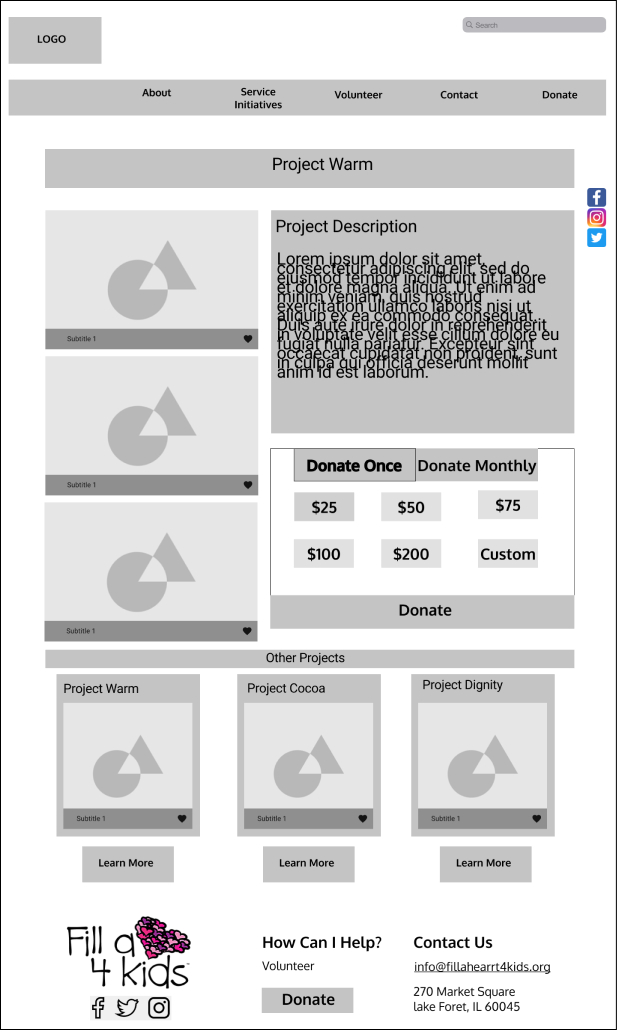 LOGO
Search
About
Service
Initiatives
Volunteer
Contact
Donate
Project Warm
Project Description
Lorem ipsum dolor sit amet,
consectetur adipiscing elit, sed do
eiusmod tempor incididunt ut labore
et dolore magna aliqua. Ut enim ad
minim veniam, quis nostrud
exercitation ullamco laboris nisi ut
aliquip ex ea commodo consequat.
Duis aute irure dolor in reprehenderit
in voluptate velit esse cillum dolore eu
fugiat nulla pariatur. Excepteur sint
occaecat cupidatat non proident, sunt
in culpa qui officia deserunt mollit
anim id est laborum.
Subtitle 1
Subtitle 1
Subtitle 1
Donate Once
Donate Monthly
$25
$50
$75
$100
$200
Custom
Donate
Other Projects
Project Warm
Project Cocoa
Project Dignity
Subtitle 1
Subtitle 1
Subtitle 1
Learn More
Learn More
Learn More
Fill a
4 kids
How Can I Help?
Volunteer
Donate
Contact Us
info@fillahearrt4kids.org
270 Market Square
lake Foret, IL 60045